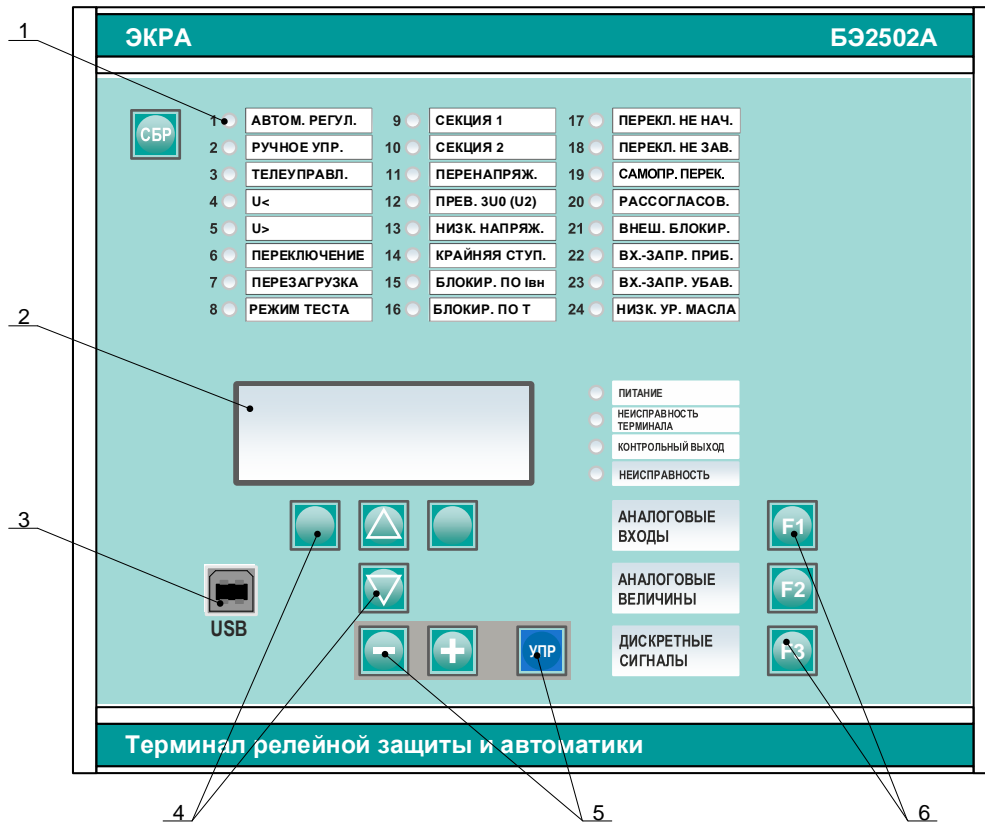 ЭКРА
БЭ2502А
1
СБР
1 АВТОМ. РЕГУЛ.
2 РУЧНОЕ УПР.
3 ТЕЛЕУПРАВЛ.
4 U<
5 U>
6 ПЕРЕКЛЮЧЕНИЕ
7 ПЕРЕЗАГРУЗКА
8 РЕЖИМ ТЕСТА
9 СЕКЦИЯ 1
10 СЕКЦИЯ 2
11 ПЕРЕНАПРЯЖ.
12 ПРЕВ. 3U0 (U2)
13 НИЗК. НАПРЯЖ.
14 КРАЙНЯЯ СТУП.
15 БЛОКИР. ПО Iвн
16 БЛОКИР. ПО Т
17 ПЕРЕКЛ. НЕ НАЧ.
18 ПЕРЕКЛ. НЕ ЗАВ.
19 САМОПР. ПЕРЕК.
20 РАССОГЛАСОВ.
21 ВНЕШ. БЛОКИР.
22 ВХ.-ЗАПР. ПРИБ.
23 ВХ.-ЗАПР. УБАВ.
24 НИЗК. УР. МАСЛА
2
ПИТАНИЕ
НЕИСПРАВНОСТЬ
ТЕРМИНАЛА
КОНТРОЛЬНЫЙ ВЫХОД
НЕИСПРАВНОСТЬ
3
USB
АНАЛОГОВЫЕ
ВХОДЫ
F1
АНАЛОГОВЫЕ
ВЕЛИЧИНЫ
F2
УПР
ДИСКРЕТНЫЕ
СИГНАЛЫ
F3
Терминал релейной защиты и автоматики
4
5
6